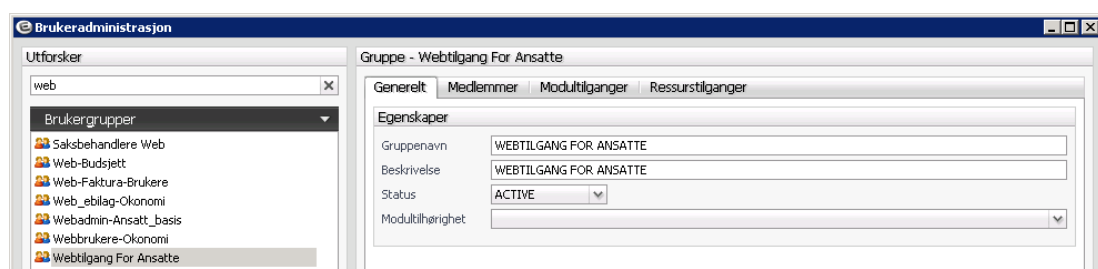 Brukeradministrasjon
Utforsker
web
Brukergrupper
Saksbehandlere Web
Web-Budsjett
Web-Faktura-Brukere
Web_ebilag-Okonomi
Webadmin-Ansatt_basis
Webbrukere-Okonomi
Webtilgang For Ansatte
Gruppe - Webtilgang For Ansatte
Generelt Medlemmer Modultilganger Ressurstilganger
Egenskaper
Gruppenavn WEBTILGANG FOR ANSATTE
Beskrivelse WEBTILGANG FOR ANSATTE
Status ACTIVE
Modultilhørighet